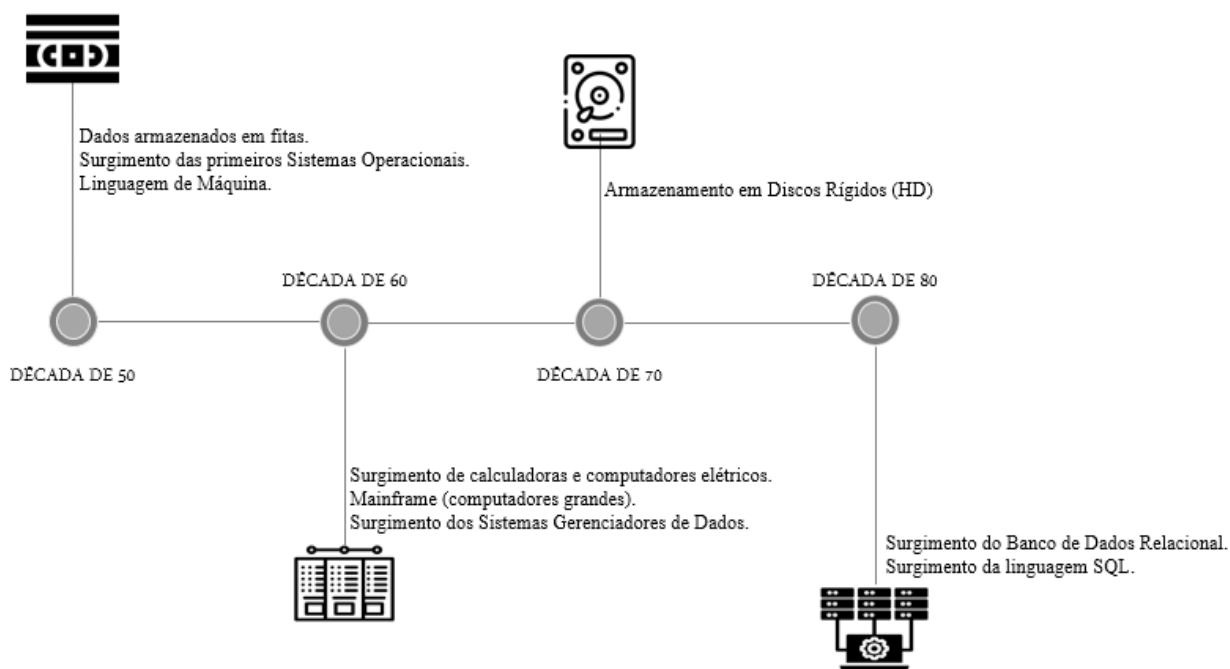 Dados armazenados em fitas.
Surgimento das primeiros Sistemas Operacionais.
Linguagem de Máquina.
DÉCADA DE 50
DÉCADA DE 60
Surgimento de calculadoras e computadores elétricos.
Mainframe (computadores grandes).
Surgimento dos Sistemas Gerenciadores de Dados.
Armazenamento em Discos Rígidos (HD)
DÉCADA DE 70
DÉCADA DE 80
Surgimento do Banco de Dados Relacional.
Surgimento da linguagem SQL.